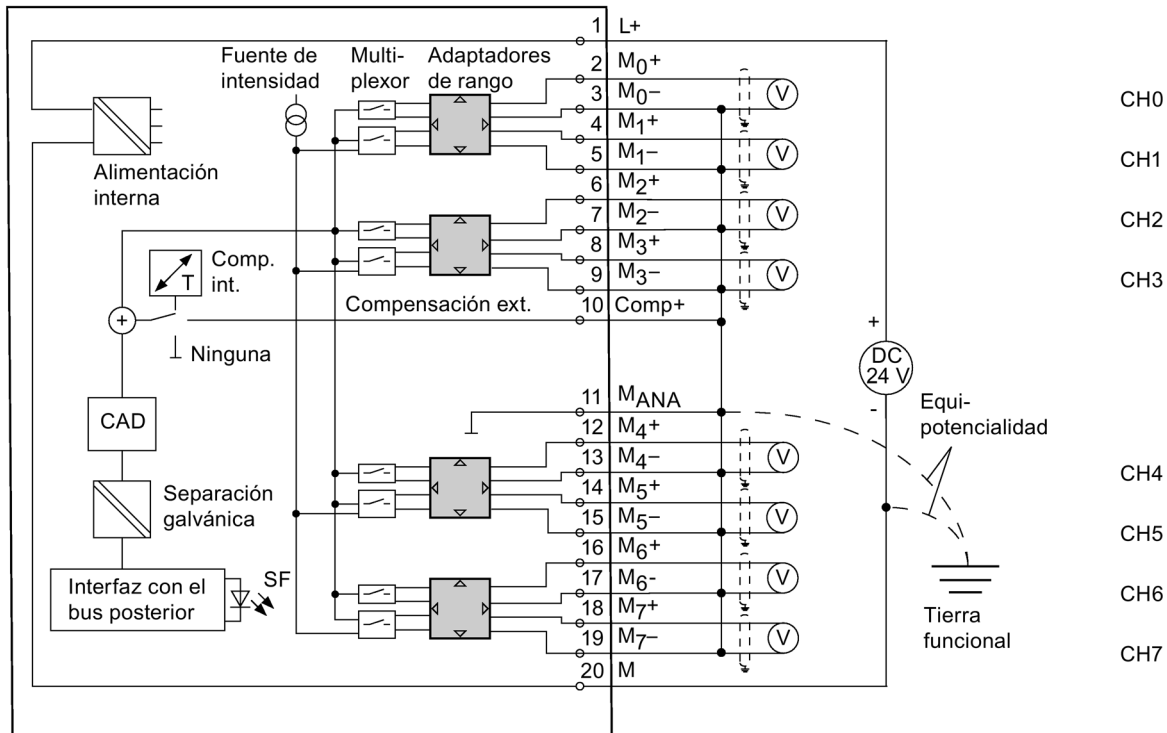 1 L+
Fuente de intensidad
Multi-plexor
Adaptadores de rango
2 M0+
3 M0–
V
CH0
4 M1+
5 M1–
V
CH1
Alimentación interna
6 M2+
7 M2–
V
CH2
8 M3+
9 M3–
V
CH3
T
Comp. int.
Compensación ext.
10 Comp+
+
Ninguna
+
DC 24 V
-
11 MANA
Equi-potencialidad
CAD
12 M4+
13 M4–
V
CH4
14 M5+
15 M5–
V
CH5
Separación galvánica
16 M6+
17 M6-
V
CH6
Interfaz con el bus posterior
SF
18 M7+
19 M7–
V
CH7
Tierra funcional
20 M